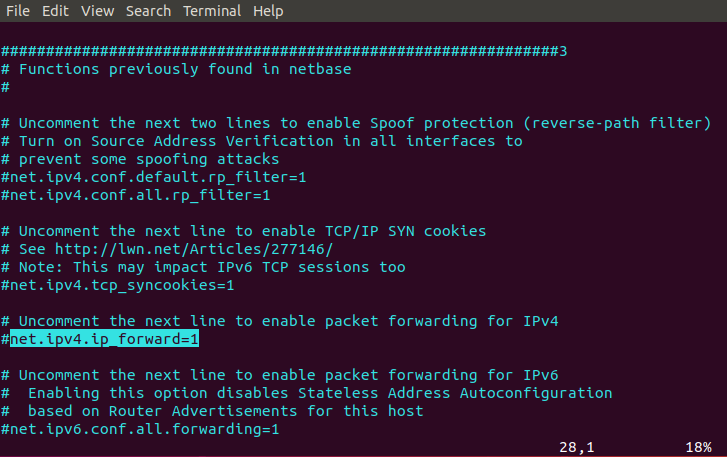 File Edit View Search Terminal Help
##############################################################3
# Functions previously found in netbase
#
# Uncomment the next two lines to enable Spoof protection (reverse-path filter)
# Turn on Source Address Verification in all interfaces to
# prevent some spoofing attacks
#net.ipv4.conf.default.rp_filter=1
#net.ipv4.conf.all.rp_filter=1
# Uncomment the next line to enable TCP/IP SYN cookies
# See http://lwn.net/Articles/277146/
# Note: This may impact IPv6 TCP sessions too
#net.ipv4.tcp_syncookies=1
# Uncomment the next line to enable packet forwarding for IPv4
#net.ipv4.ip_forward=1
# Uncomment the next line to enable packet forwarding for IPv6
#  Enabling this option disables Stateless Address Autoconfiguration
#  based on Router Advertisements for this host
#net.ipv6.conf.all.forwarding=1
28,1 18%